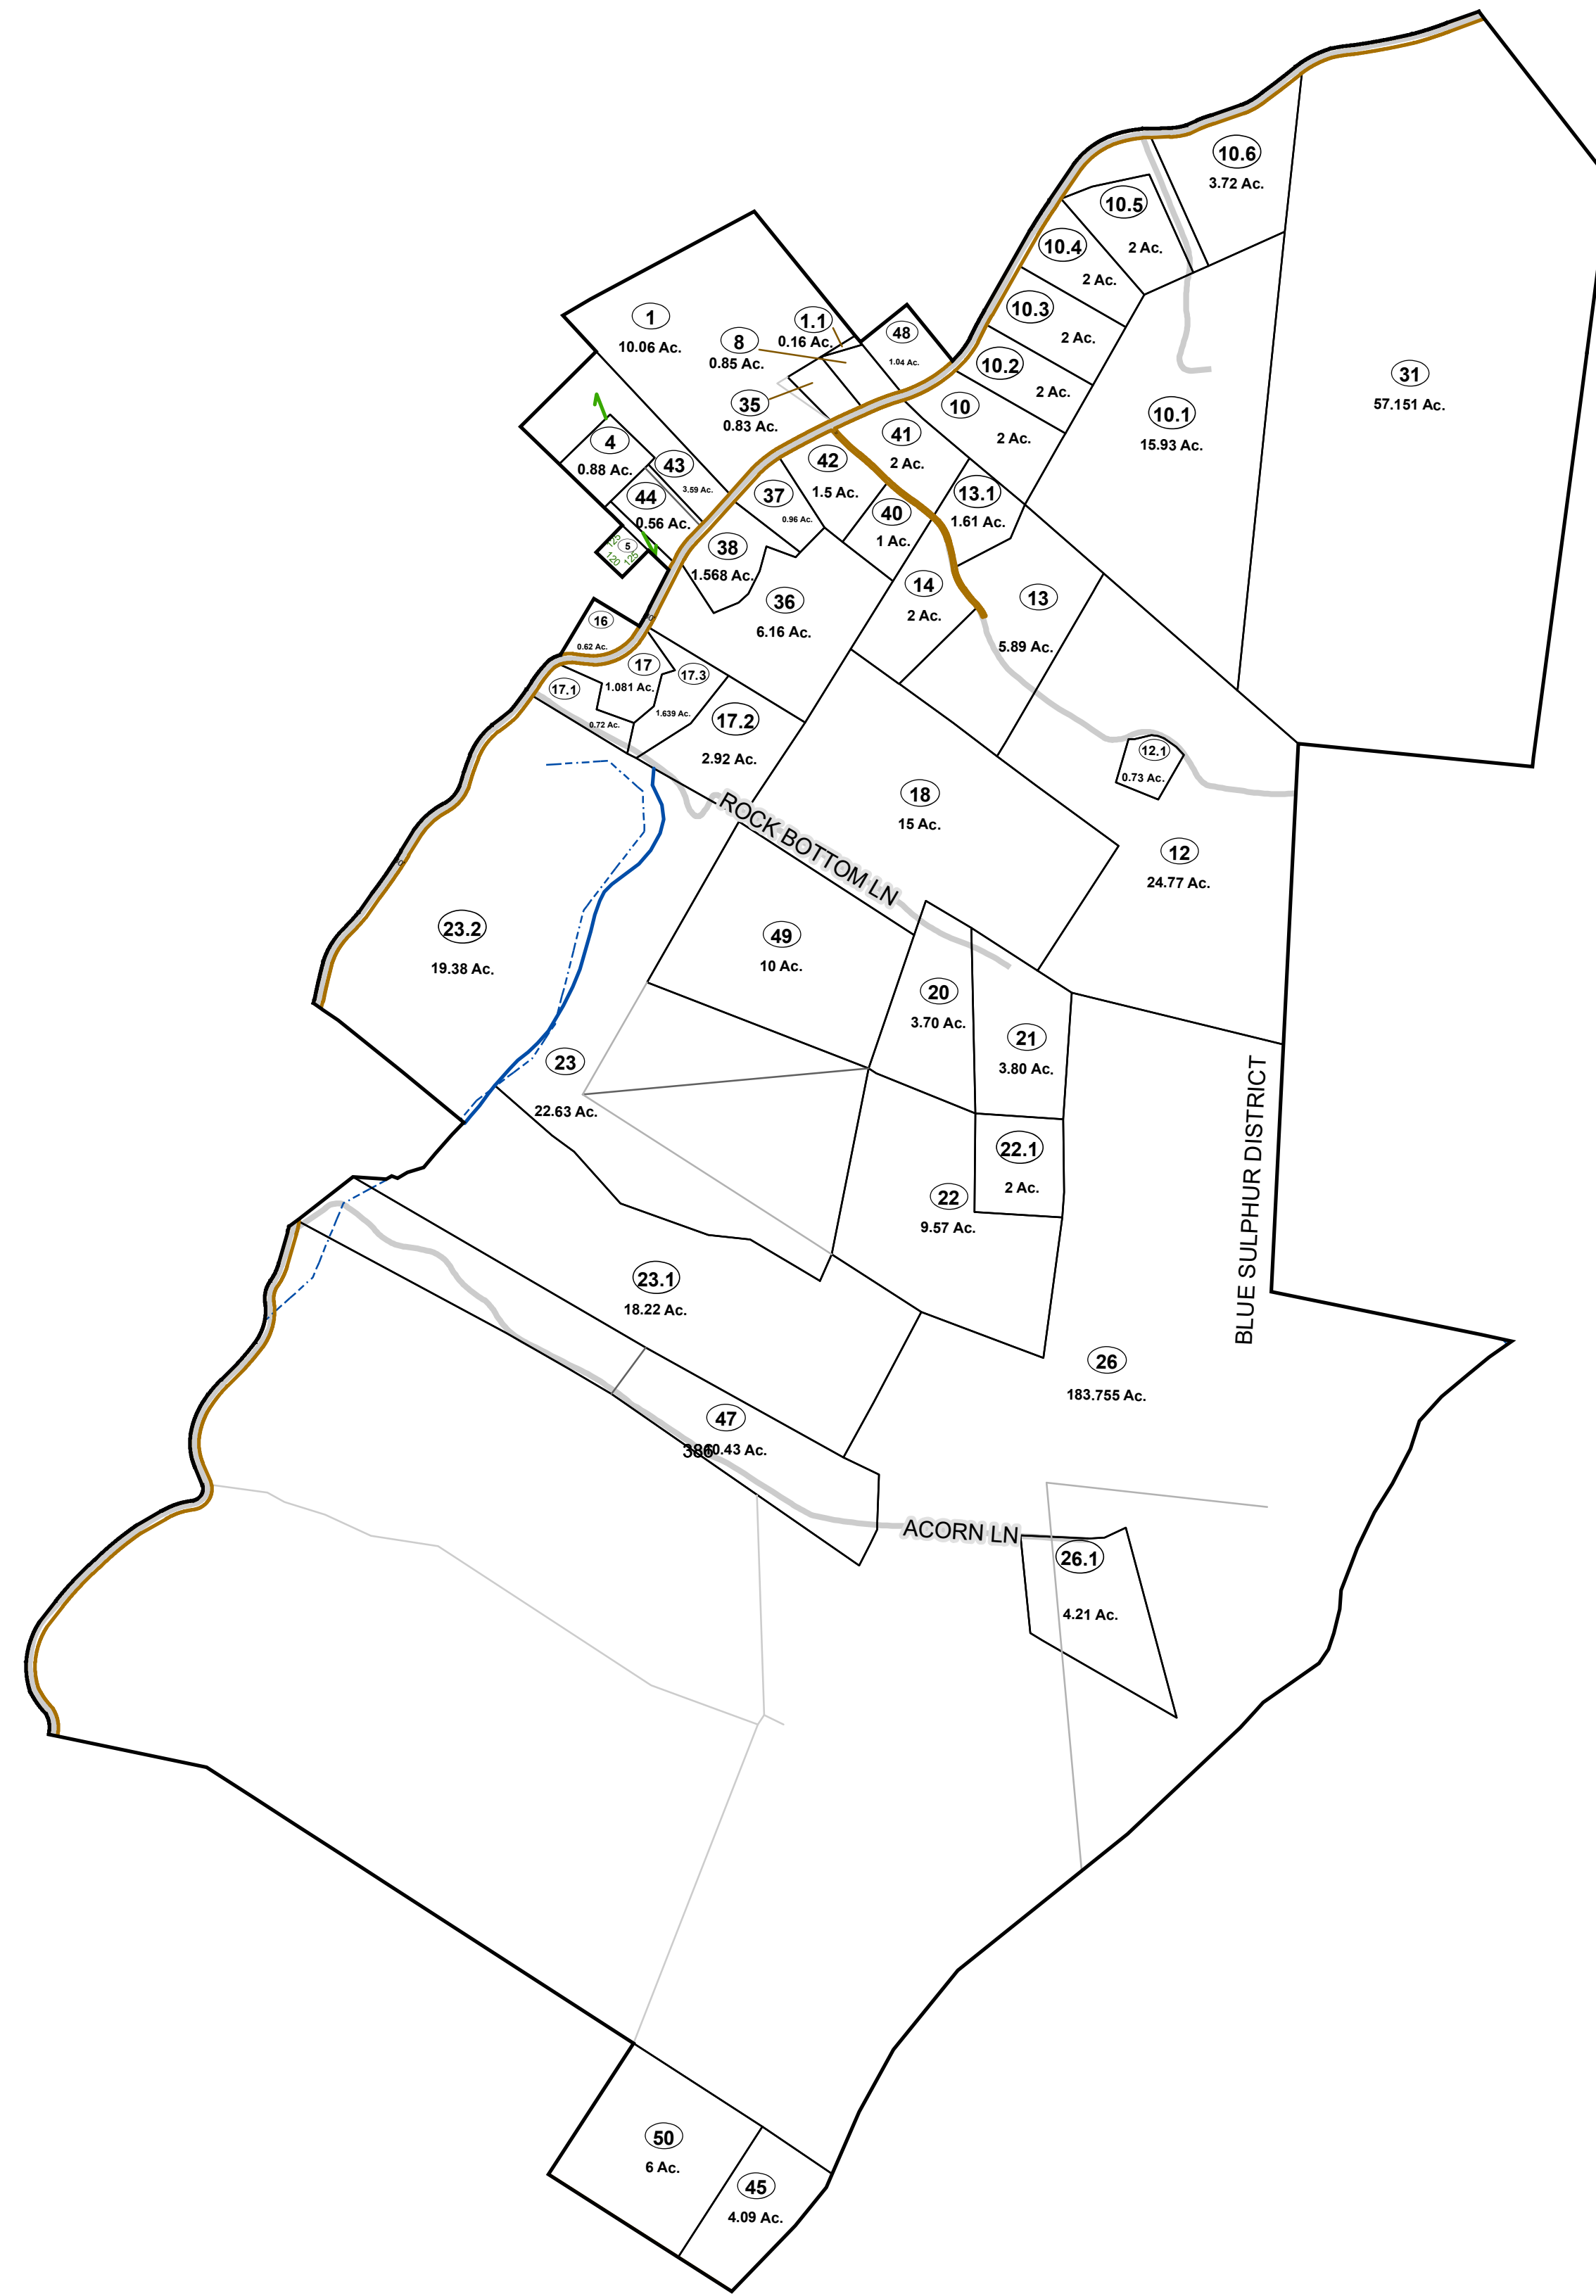 10.6
3.72 Ac.
10.5
2 Ac.
10.4
2 Ac.
1
10.06 Ac.
1.1
0.16 Ac.
8
0.85 Ac.
48
1.04 Ac.
10.3
2 Ac.
10.2
2 Ac.
31
57.151 Ac.
35
0.83 Ac.
10
2 Ac.
10.1
15.93 Ac.
4
0.88 Ac.
43
3.59 Ac.
41
2 Ac.
42
1.5 Ac.
44
0.56 Ac.
37
0.96 Ac.
13.1
1.61 Ac.
40
1 Ac.
5
120
125
38
1.568 Ac.
36
6.16 Ac.
14
2 Ac.
13
5.89 Ac.
16
0.62 Ac.
17
1.081 Ac.
17.3
1.639 Ac.
17.1
0.72 Ac.
17.2
2.92 Ac.
12.1
0.73 Ac.
18
15 Ac.
ROCK BOTTOM LN
12
24.77 Ac.
23.2
19.38 Ac.
49
10 Ac.
20
3.70 Ac.
21
3.80 Ac.
23
22.63 Ac.
22.1
2 Ac.
22
9.57 Ac.
BLUE SULPHUR DISTRICT
23.1
18.22 Ac.
26
183.755 Ac.
47
0.43 Ac.
386
ACORN LN
26.1
4.21 Ac.
50
6 Ac.
45
4.09 Ac.